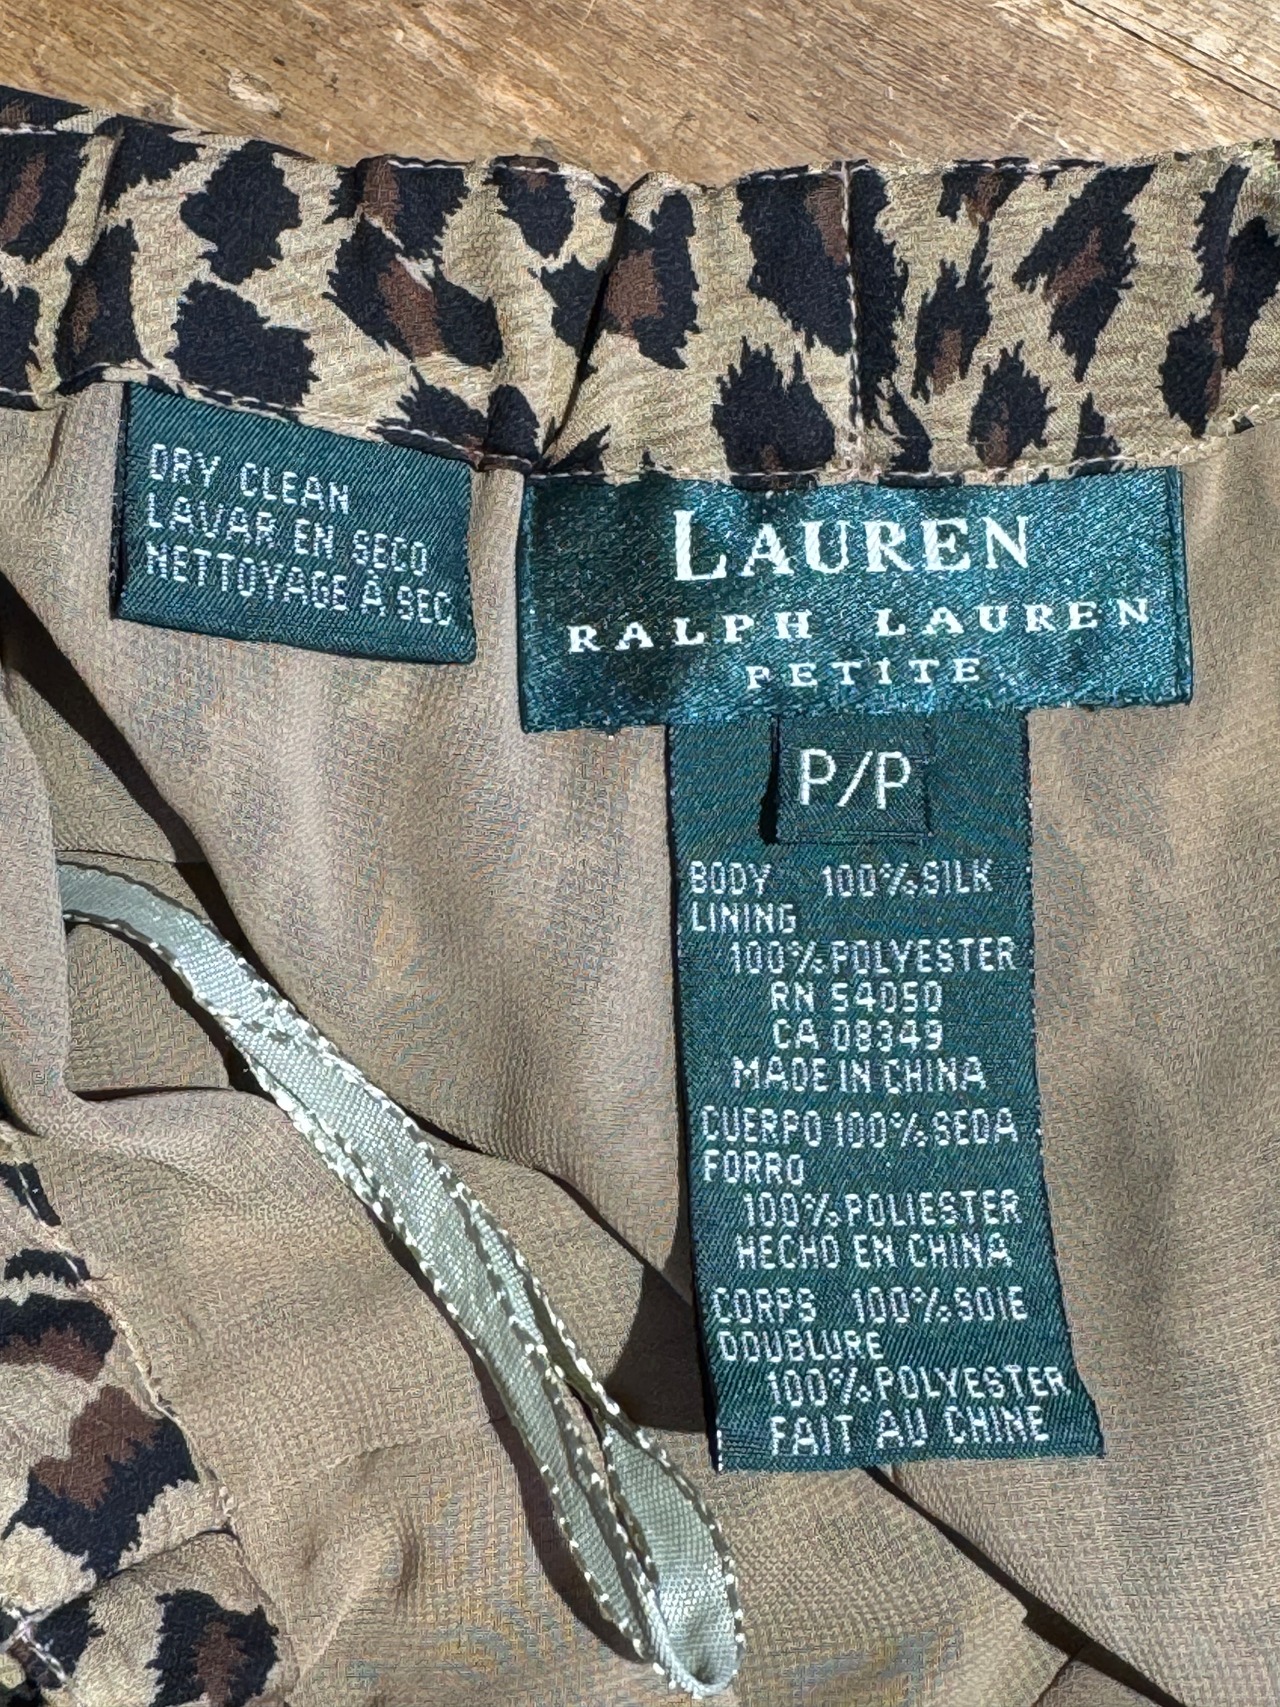 DRY CLEAN
LAVAR EN SECO
NETTOYAGE À SEC
LAUREN
RALPH LAUREN
PETITE
P/P
BODY 100% SILK
LINING
100% POLYESTER
RN 54050
CA 08349
MADE IN CHINA
CUERPO 100% SEDA
FORRO
100% POLIESTER
HECHO EN CHINA
CORPS 100% SOIE
DOUBLURE
100% POLYESTER
FAIT AU CHINE